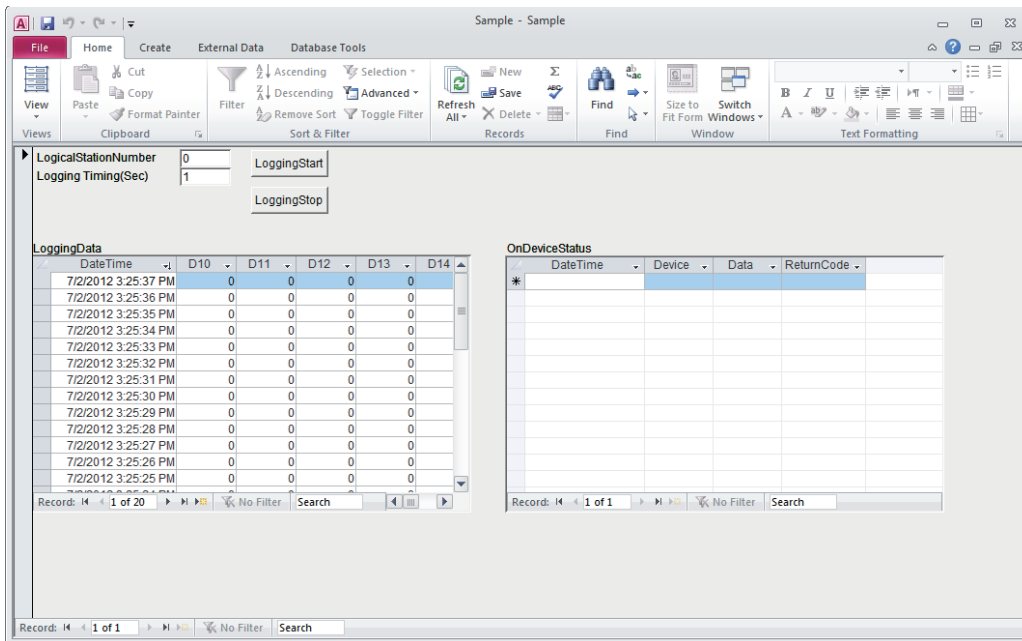 A Sample - Sample
File Home Create External Data Database Tools
View
Views
Paste
Cut
Copy
Format Painter
Clipboard
Filter
Ascending
Descending
Remove Sort
Selection
Advanced
Toggle Filter
Sort & Filter
Refresh
All
New
Save
Delete
Records
Find
Find
Size to
Fit Form
Switch
Windows
Window
B I U
A
Text Formatting
LogicalStationNumber 0 LoggingStart
Logging Timing(Sec) 1
LoggingStop
LoggingData
DateTime D10 D11 D12 D13 D14
7/2/2012 3:25:37 PM 0 0 0 0
7/2/2012 3:25:36 PM 0 0 0 0
7/2/2012 3:25:35 PM 0 0 0 0
7/2/2012 3:25:34 PM 0 0 0 0
7/2/2012 3:25:33 PM 0 0 0 0
7/2/2012 3:25:32 PM 0 0 0 0
7/2/2012 3:25:31 PM 0 0 0 0
7/2/2012 3:25:30 PM 0 0 0 0
7/2/2012 3:25:29 PM 0 0 0 0
7/2/2012 3:25:28 PM 0 0 0 0
7/2/2012 3:25:27 PM 0 0 0 0
7/2/2012 3:25:26 PM 0 0 0 0
7/2/2012 3:25:25 PM 0 0 0 0
Record: 1 of 20 No Filter Search
OnDeviceStatus
DateTime Device Data ReturnCode
Record: 1 of 1 No Filter Search
Record: 1 of 1 No Filter Search